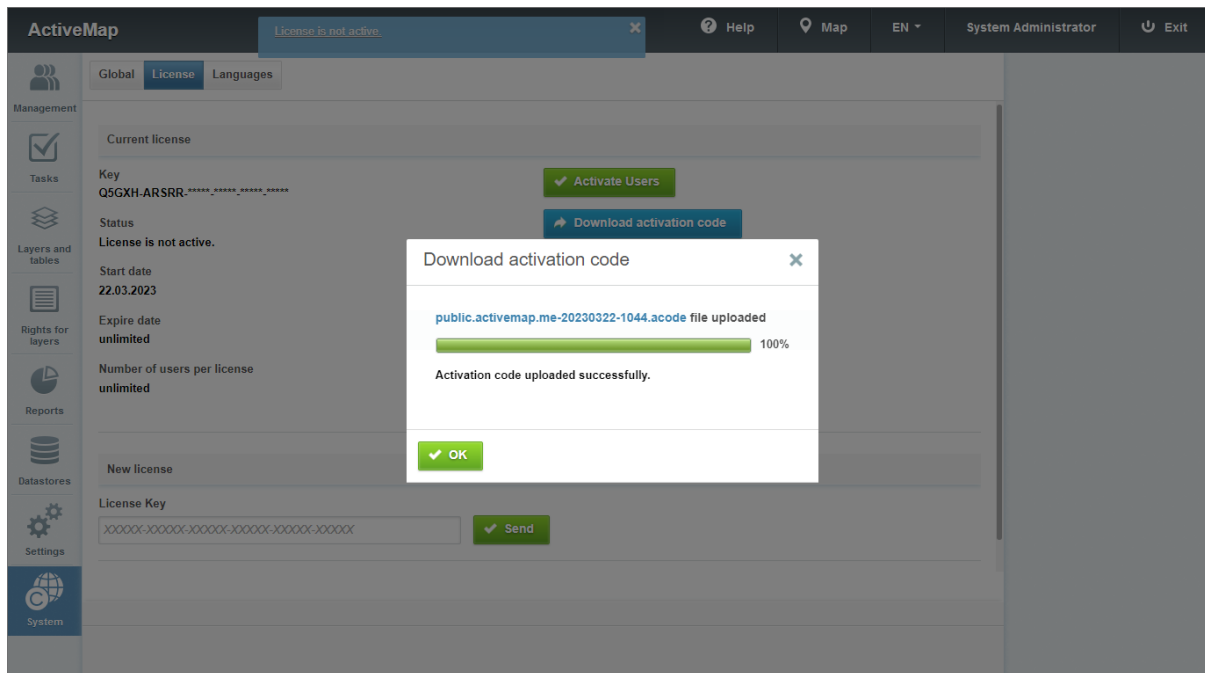 ActiveMap
License is not active.
Help
Map
EN
System Administrator
Exit
Management
Tasks
Layers and
tables
Rights for
layers
Reports
Datastores
Settings
System
Global
License
Languages
Current license
Key
Q5GXH-ARSRR-*****-*****-*****-*****
Activate Users
Status
License is not active.
Download activation code
Start date
22.03.2023
Expire date
unlimited
Number of users per license
unlimited
New license
License Key
XXXXX-XXXXX-XXXXX-XXXXX-XXXXX-XXXXX
Send
Download activation code
public.activemap.me-20230322-1044.acode file uploaded
100%
Activation code uploaded successfully.
OK